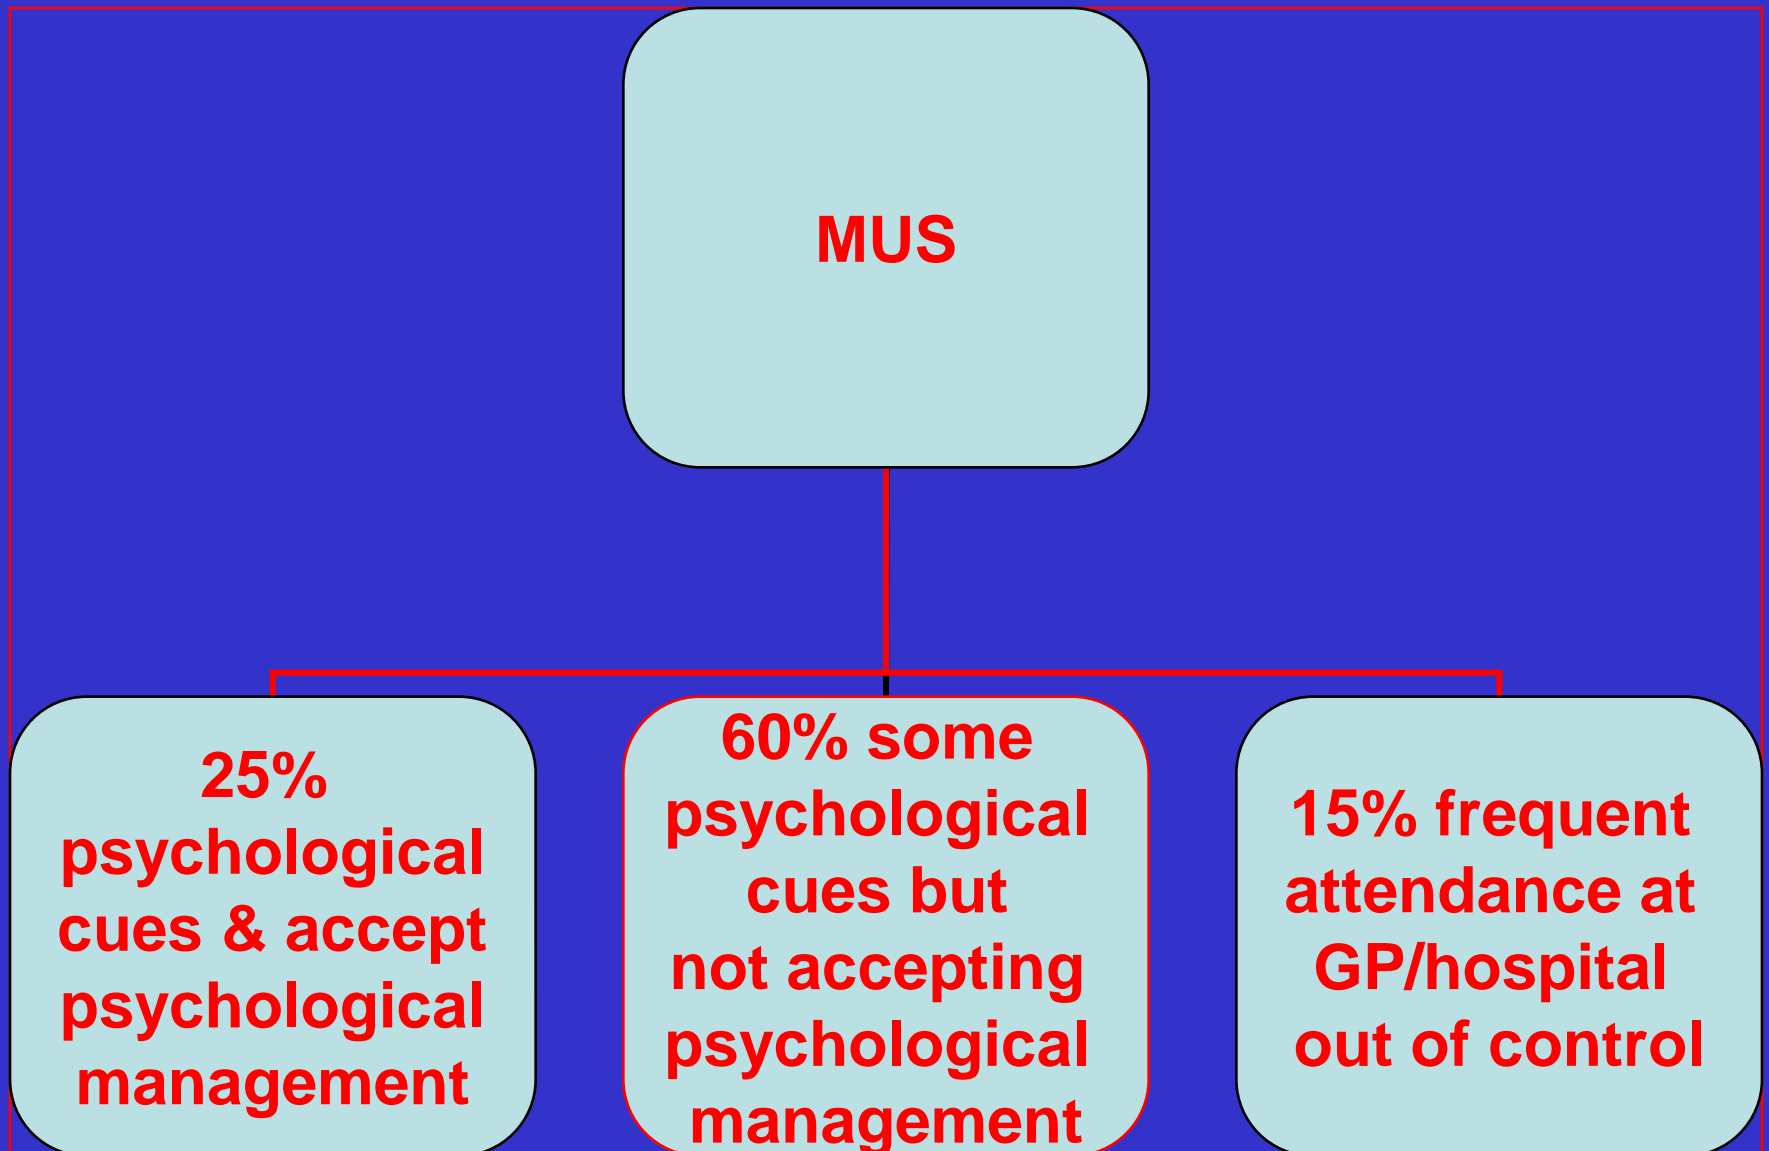 MUS
25%
psychological
cues & accept
psychological
management
60% some
psychological
cues but
not accepting
psychological
management
15% frequent
attendance at
GP/hospital
out of control